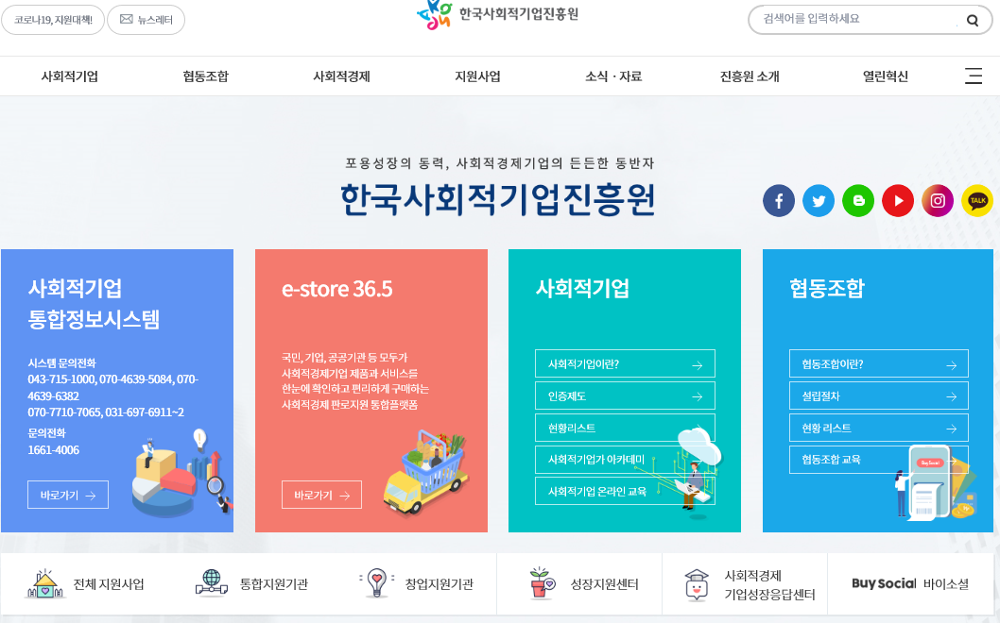 코로나19, 지원대책!
뉴스레터
한국사회적기업진흥원
검색어를 입력하세요
사회적기업
협동조합
사회적경제
지원사업
소식 · 자료
진흥원 소개
열린혁신
포용성장의 동력, 사회적경제기업의 든든한 동반자
한국사회적기업진흥원
TALK
사회적기업
통합정보시스템
시스템 문의전화
043-715-1000, 070-4639-5084, 070-
4639-6382
070-7710-7065, 031-697-6911~2
문의전화
1661-4006
바로가기
e-store 36.5
국민, 기업, 공공기관 등 모두가
사회적경제기업 제품과 서비스를
한눈에 확인하고 편리하게 구매하는
사회적경제 판로지원 통합플랫폼
바로가기
사회적기업
사회적기업이란?
인증제도
현황리스트
사회적기업가 아카데미
사회적기업 온라인 교육
협동조합
협동조합이란?
설립절차
현황 리스트
협동조합 교육
Buy Social
전체 지원사업
통합지원기관
창업지원기관
성장지원센터
사회적경제
기업성장응답센터
Buy Social 바이소셜